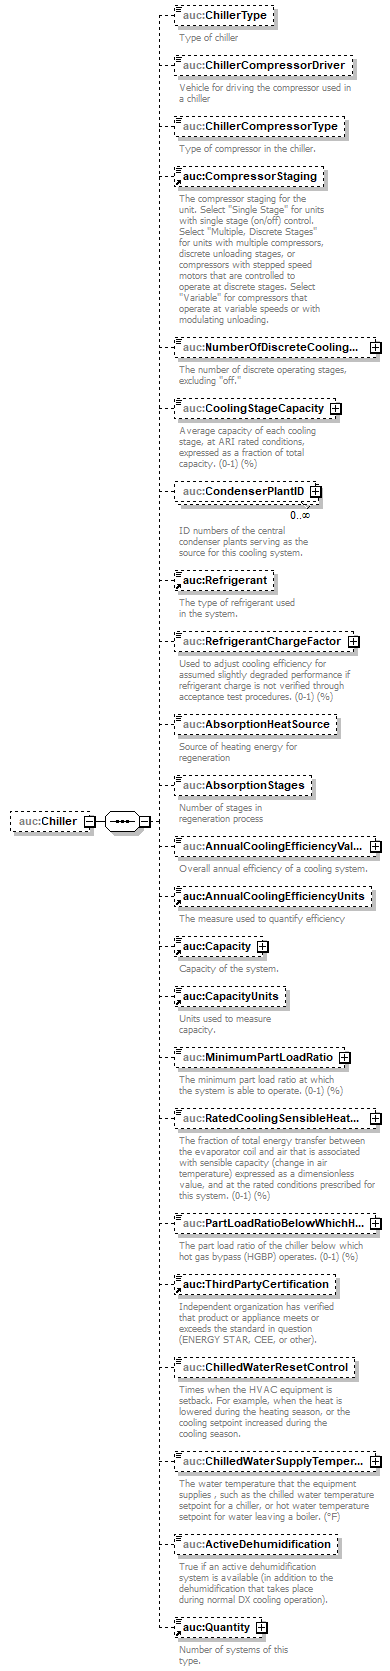 auc:ChillerType
Type of chiller
auc:ChillerCompressorDriver
Vehicle for driving the compressor used in
a chiller
auc:ChillerCompressorType
Type of compressor in the chiller.
auc:CompressorStaging
The compressor staging for the
unit. Select "Single Stage" for units
with single stage (on/off) control.
Select "Multiple, Discrete Stages"
for units with multiple compressors,
discrete unloading stages, or
compressors with stepped speed
motors that are controlled to
operate at discrete stages. Select
"Variable" for compressors that
operate at variable speeds or with
modulating unloading.
auc:NumberOfDiscreteCooling...
The number of discrete operating stages,
excluding "off."
auc:CoolingStageCapacity
Average capacity of each cooling
stage, at ARI rated conditions,
expressed as a fraction of total
capacity. (0-1) (%)
auc:CondenserPlantID
0..∞
ID numbers of the central
condenser plants serving as the
source for this cooling system.
auc:Refrigerant
The type of refrigerant used
in the system.
auc:RefrigerantChargeFactor
Used to adjust cooling efficiency for
assumed slightly degraded performance if
refrigerant charge is not verified through
acceptance test procedures. (0-1) (%)
auc:AbsorptionHeatSource
Source of heating energy for
regeneration
auc:AbsorptionStages
Number of stages in
regeneration process
auc:Chiller
auc:AnnualCoolingEfficiencyVal...
Overall annual efficiency of a cooling system.
auc:AnnualCoolingEfficiencyUnits
The measure used to quantify efficiency
auc:Capacity
Capacity of the system.
auc:CapacityUnits
Units used to measure
capacity.
auc:MinimumPartLoadRatio
The minimum part load ratio at which
the system is able to operate. (0-1) (%)
auc:RatedCoolingSensibleHeat...
The fraction of total energy transfer between
the evaporator coil and air that is associated
with sensible capacity (change in air
temperature) expressed as a dimensionless
value, and at the rated conditions prescribed for
this system. (0-1) (%)
auc:PartLoadRatioBelowWhichH...
The part load ratio of the chiller below which
hot gas bypass (HGBP) operates. (0-1) (%)
auc:ThirdPartyCertification
Independent organization has verified
that product or appliance meets or
exceeds the standard in question
(ENERGY STAR, CEE, or other).
auc:ChilledWaterResetControl
Times when the HVAC equipment is
setback. For example, when the heat is
lowered during the heating season, or the
cooling setpoint increased during the
cooling season.
auc:ChilledWaterSupplyTemper...
The water temperature that the equipment
supplies , such as the chilled water temperature
setpoint for a chiller, or hot water temperature
setpoint for water leaving a boiler. (°F)
auc:ActiveDehumidification
True if an active dehumidification
system is available (in addition to the
dehumidification that takes place
during normal DX cooling operation).
auc:Quantity
Number of systems of this
type.